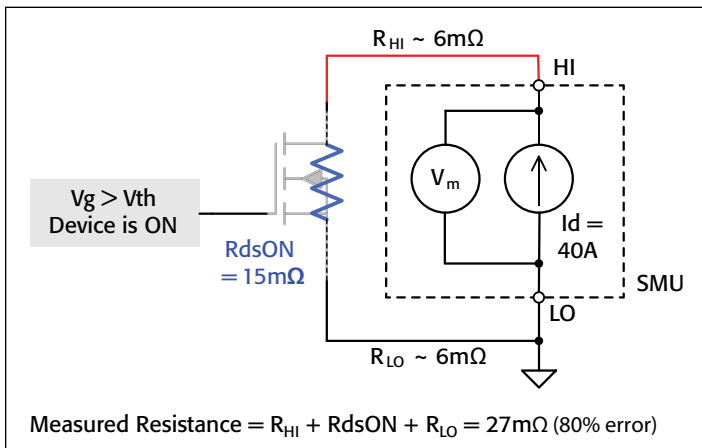 R_HI ~ 6mΩ
HI
V_m
Vg > Vth
Device is ON
Id =
40A
RdsON
= 15mΩ
SMU
LO
R_LO ~ 6mΩ
Measured Resistance = R_HI + RdsON + R_LO = 27mΩ (80% error)